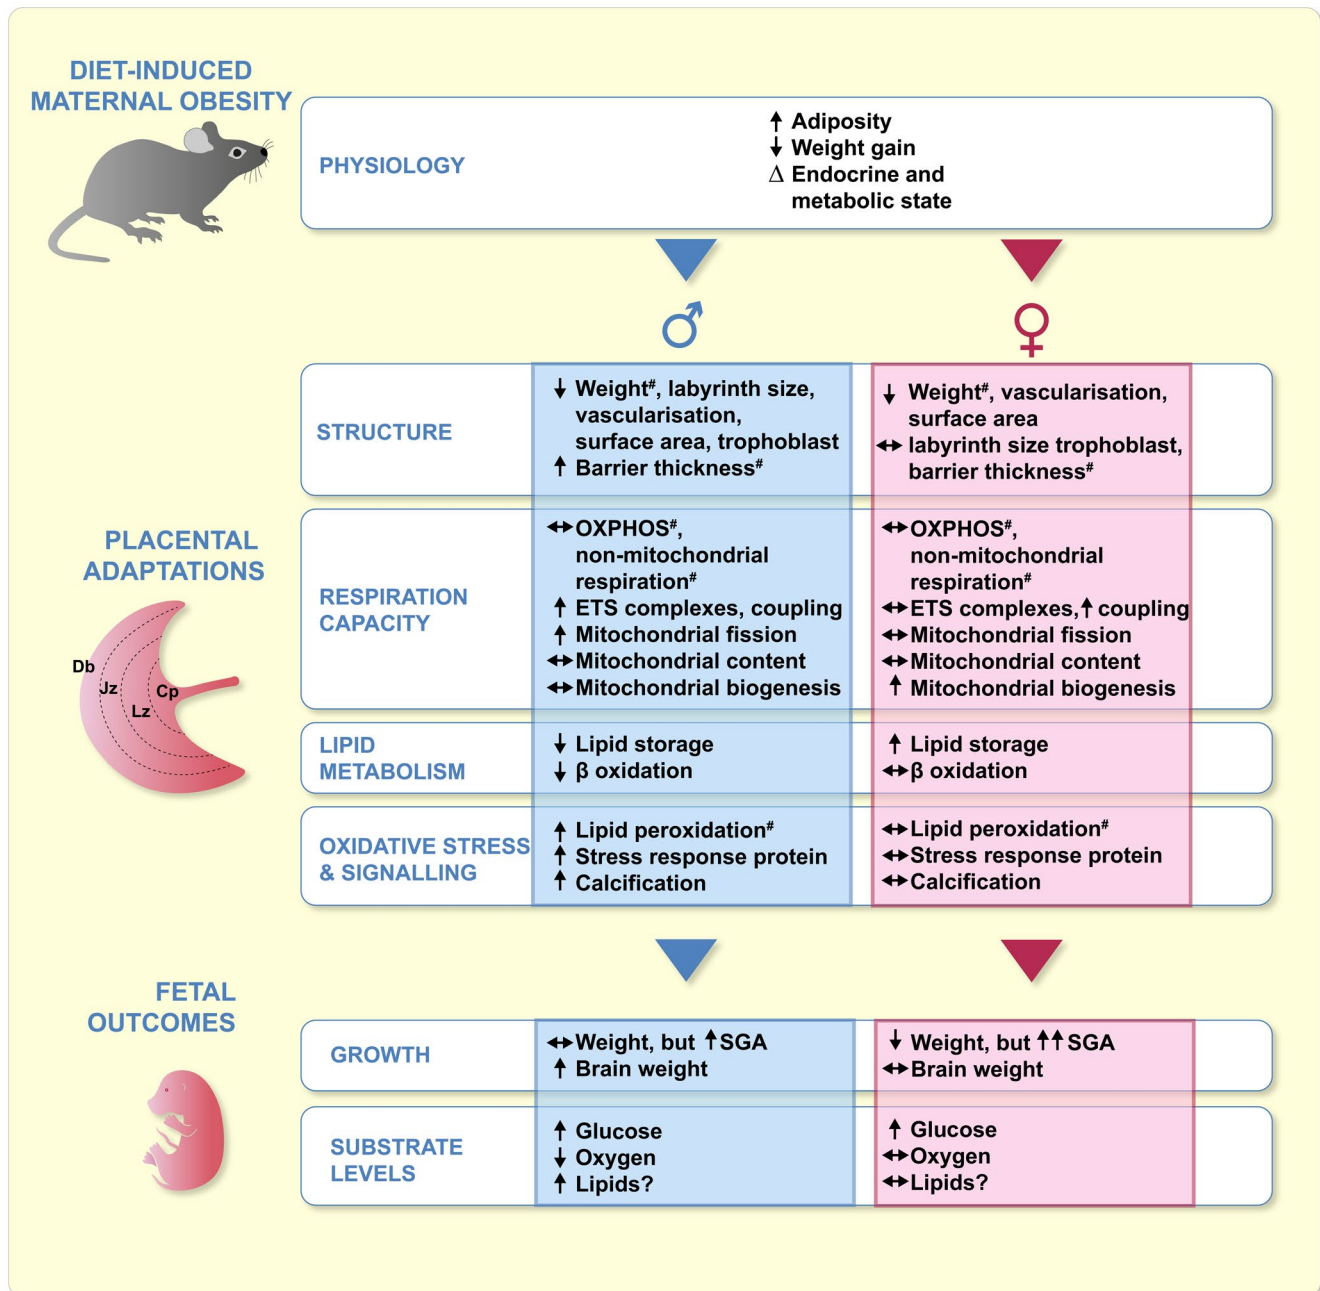 DIET-INDUCED
MATERNAL OBESITY
PHYSIOLOGY
↑ Adiposity
↓ Weight gain
Δ Endocrine and
metabolic state
♂
♀
STRUCTURE
↓ Weight#, labyrinth size,
vascularisation,
surface area, trophoblast
↑ Barrier thickness#
↓ Weight#, vascularisation,
surface area
↔ labyrinth size trophoblast,
barrier thickness#
PLACENTAL
ADAPTATIONS
Db
Jz
Lz
Cp
RESPIRATION
CAPACITY
↔ OXPHOS#,
non-mitochondrial
respiration#
↑ ETS complexes, coupling
↑ Mitochondrial fission
↔ Mitochondrial content
↔ Mitochondrial biogenesis
↔ OXPHOS#,
non-mitochondrial
respiration#
↔ ETS complexes, ↑ coupling
↔ Mitochondrial fission
↔ Mitochondrial content
↑ Mitochondrial biogenesis
LIPID
METABOLISM
↓ Lipid storage
↓ β oxidation
↑ Lipid storage
↔ β oxidation
OXIDATIVE STRESS
& SIGNALLING
↑ Lipid peroxidation#
↑ Stress response protein
↑ Calcification
↔ Lipid peroxidation#
↔ Stress response protein
↔ Calcification
FETAL
OUTCOMES
GROWTH
↔ Weight, but ↑ SGA
↑ Brain weight
↓ Weight, but ↑↑ SGA
↔ Brain weight
SUBSTRATE
LEVELS
↑ Glucose
↓ Oxygen
↑ Lipids?
↑ Glucose
↔ Oxygen
↔ Lipids?